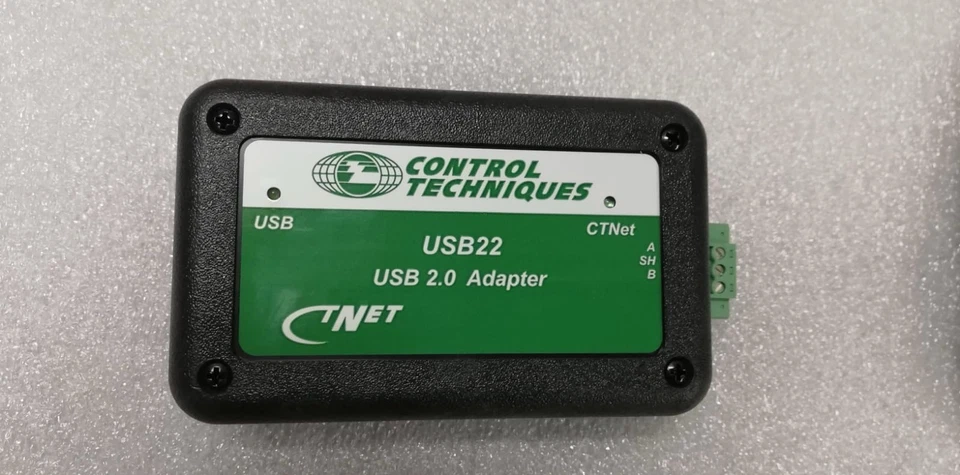 CONTROL
TECHNIQUES
USB
CTNet
USB22
A
SH
B
USB 2.0 Adapter
CTNET